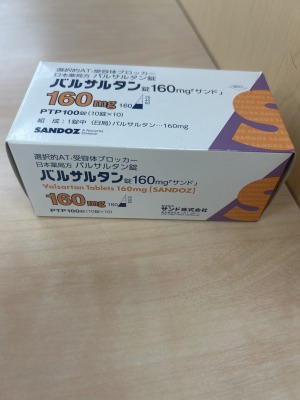 選択的AT₁受容体ブロッカー
日本薬局方 バルサルタン錠
バルサルタン錠160mg「サンド」
160mg 160
PTP100錠(10錠×10)
組成:1錠中 (日局)バルサルタン…160mg
SANDOZ A Novartis
選択的AT₁受容体ブロッカー
日本薬局方 バルサルタン錠
バルサルタン錠160mg「サンド」
Valsartan Tablets 160mg [SANDOZ]
160mg 160
PTP100錠(10錠×10)
サンド株式会社